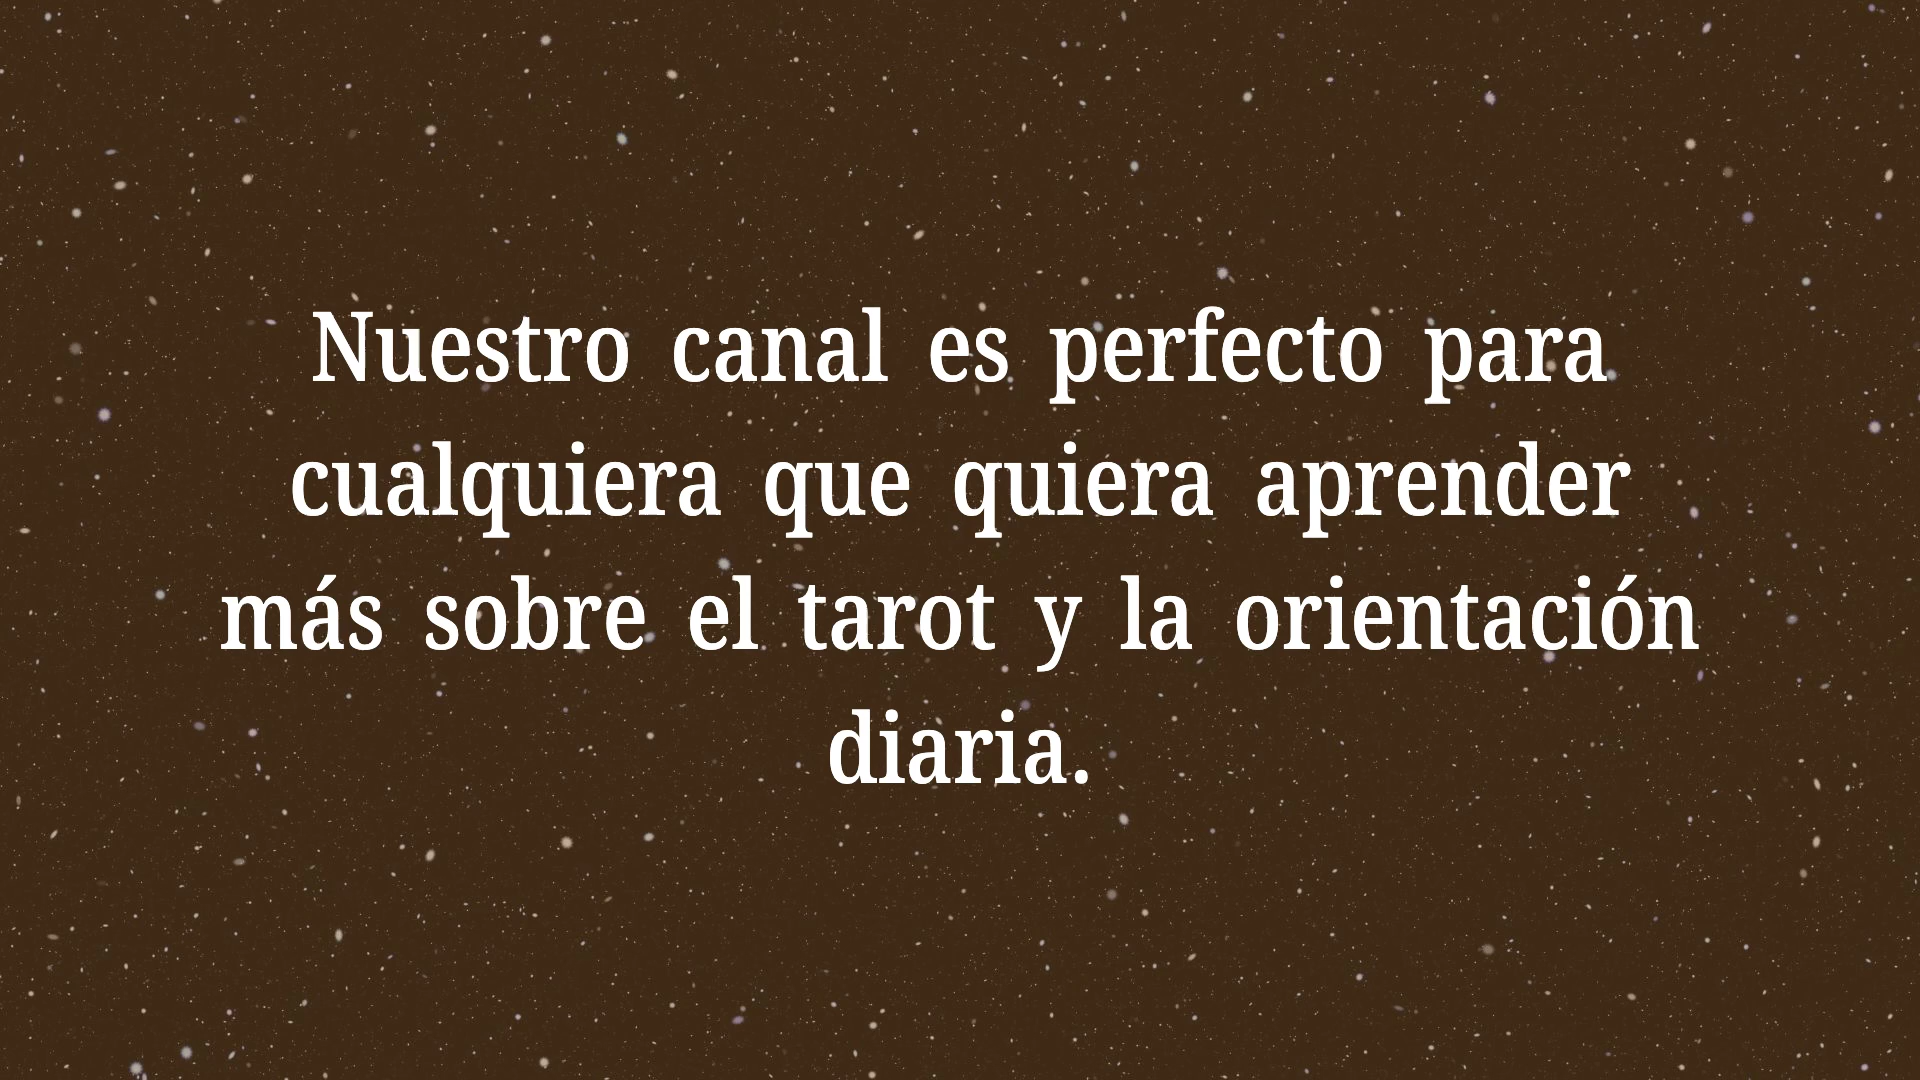 Nuestro canal es perfecto para
cualquiera que quiera aprender
más sobre el tarot y la orientación
diaria.